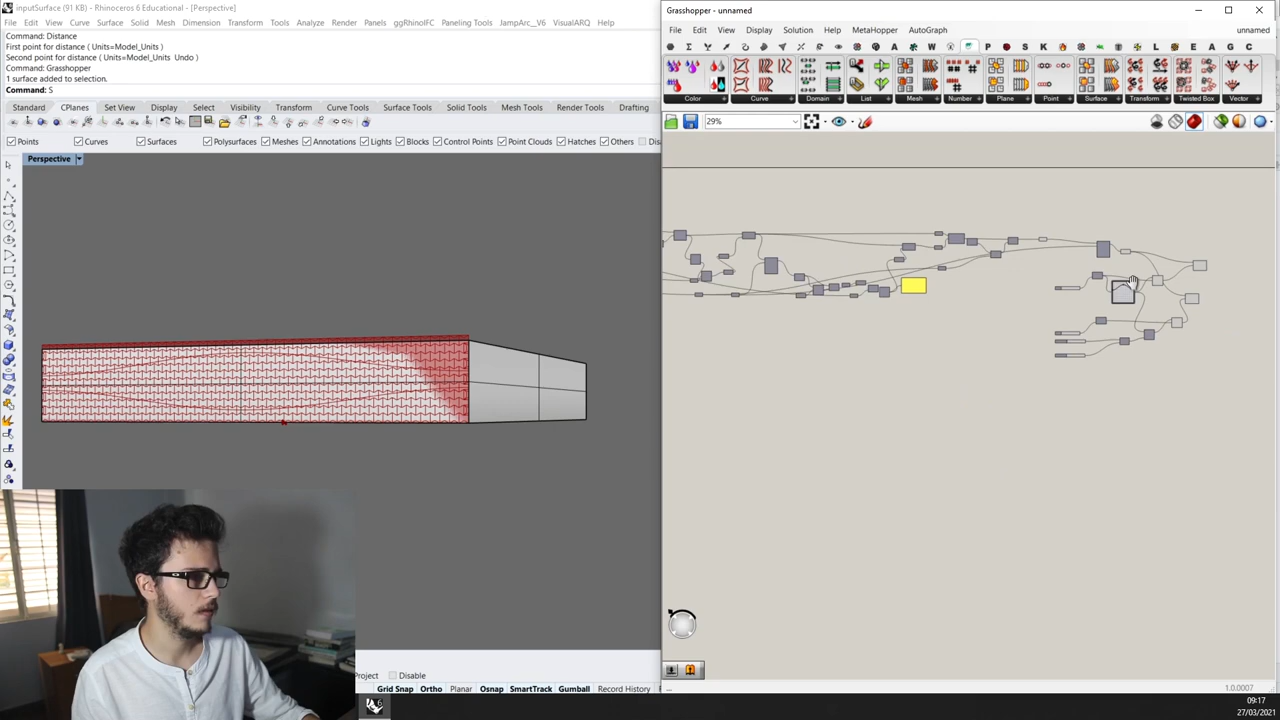 inputSurface (91 KB) - Rhinoceros 6 Educational - [Perspective]
File Edit View Curve Surface Solid Mesh Dimension Transform Tools Analyze Render Panels ggRhinoIFC Paneling Tools JampArc_V6 VisualARQ Help
Command: Distance
First point for distance ( Units=Model_Units )
Second point for distance ( Units=Model_Units Undo )
Command: Grasshopper
1 surface added to selection.
Command: S
Standard CPlanes Set View Display Select Visibility Transform Curve Tools Surface Tools Solid Tools Mesh Tools Render Tools Drafting
Points Curves Surfaces Polysurfaces Meshes Annotations Lights Blocks Control Points Point Clouds Hatches Others Disa
Perspective
Project Disable
Grid Snap Ortho Planar Osnap SmartTrack Gumball Record History
Grasshopper - unnamed
File Edit View Display Solution Help MetaHopper AutoGraph unnamed
A W P S K L E A G C
Color Curve Domain List Mesh Number Plane Point Surface Transform Twisted Box Vector
29%
... 1.0.0007
09:17
27/03/2021